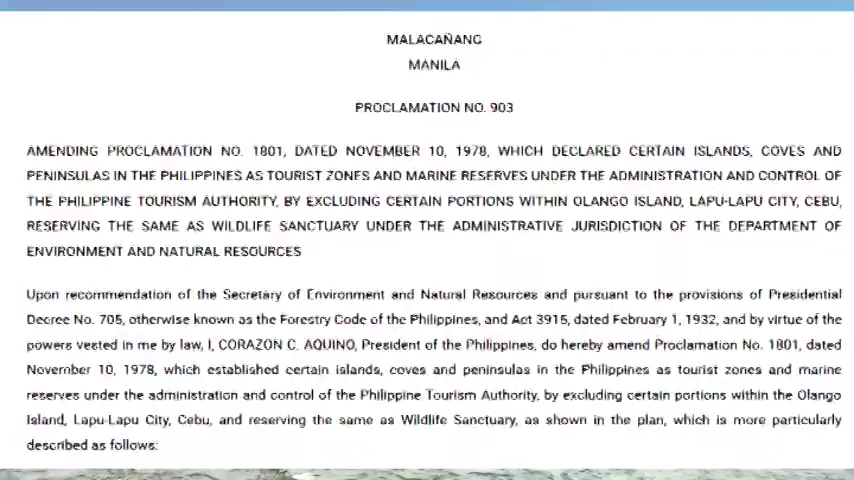 MALACAÑANG
MANILA
PROCLAMATION NO. 903
AMENDING PROCLAMATION NO. 1801, DATED NOVEMBER 10, 1978, WHICH DECLARED CERTAIN ISLANDS, COVES AND
PENINSULAS IN THE PHILIPPINES AS TOURIST ZONES AND MARINE RESERVES UNDER THE ADMINISTRATION AND CONTROL OF
THE PHILIPPINE TOURISM AUTHORITY, BY EXCLUDING CERTAIN PORTIONS WITHIN OLANGO ISLAND, LAPU-LAPU CITY, CEBU,
RESERVING THE SAME AS WILDLIFE SANCTUARY UNDER THE ADMINISTRATIVE JURISDICTION OF THE DEPARTMENT OF
ENVIRONMENT AND NATURAL RESOURCES
Upon recommendation of the Secretary of Environment and Natural Resources and pursuant to the provisions of Presidential
Decree No. 705, otherwise known as the Forestry Code of the Philippines, and Act 3915, dated February 1, 1932, and by virtue of the
powers vested in me by law, I, CORAZON C. AQUINO, President of the Philippines, do hereby amend Proclamation No. 1801, dated
November 10, 1978, which established certain islands, coves and peninsulas in the Philippines as tourist zones and marine
reserves under the administration and control of the Philippine Tourism Authority, by excluding certain portions within the Olango
Island, Lapu-Lapu City, Cebu, and reserving the same as Wildlife Sanctuary, as shown in the plan, which is more particularly
described as follows: